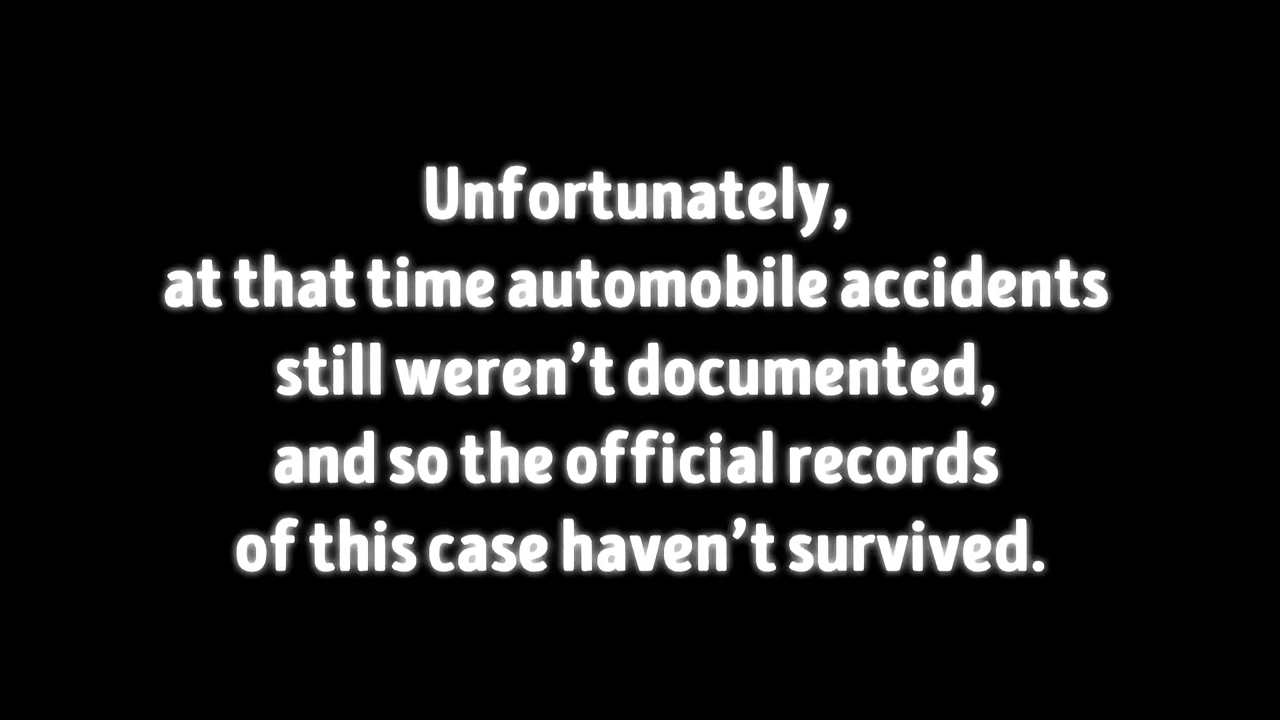 Unfortunately,
at that time automobile accidents
still weren’t documented,
and so the official records
of this case haven’t survived.